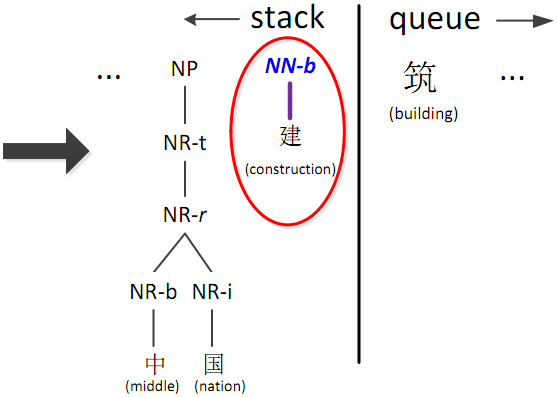 stack queue
... NP NN-b 筑 ...
(building)
NR-t 建
(construction)
NR-r
NR-b NR-i
中 国
(middle) (nation)